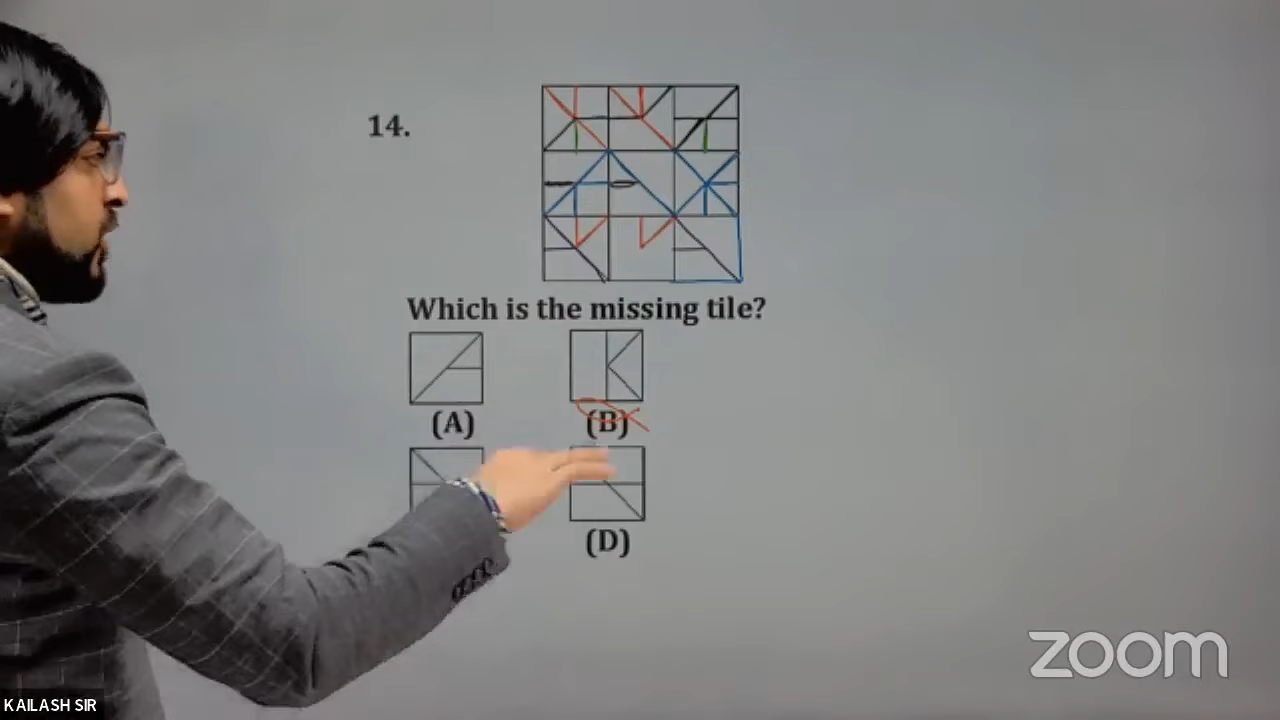 14.
Which is the missing tile?
(A)
(B)
(D)
zoom
KAILASH SIR